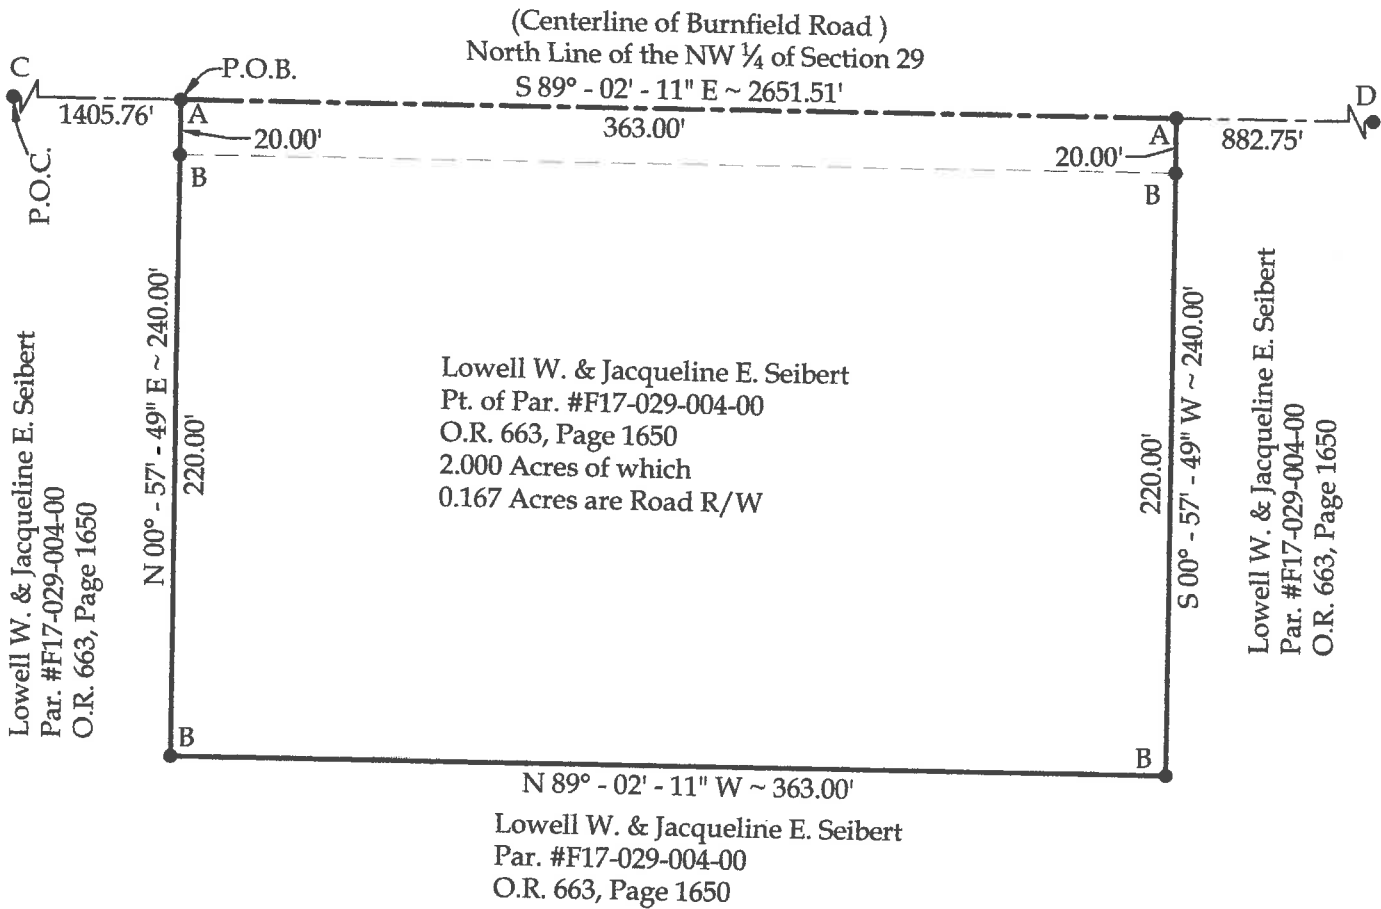 (Centerline of Burnfield Road )
North Line of the NW ¼ of Section 29
S 89° - 02' - 11" E ~ 2651.51'
C
P.O.B.
D
1405.76'
A
363.00'
A
882.75'
20.00'
20.00'
P.O.C.
B
B
N 00° - 57' - 49" E ~ 240.00'
220.00'
220.00'
S 00° - 57' - 49" W ~ 240.00'
Lowell W. & Jacqueline E. Seibert
Par. #F17-029-004-00
O.R. 663, Page 1650
Lowell W. & Jacqueline E. Seibert
Pt. of Par. #F17-029-004-00
O.R. 663, Page 1650
2.000 Acres of which
0.167 Acres are Road R/W
Lowell W. & Jacqueline E. Seibert
Par. #F17-029-004-00
O.R. 663, Page 1650
B
B
N 89° - 02' - 11" W ~ 363.00'
Lowell W. & Jacqueline E. Seibert
Par. #F17-029-004-00
O.R. 663, Page 1650